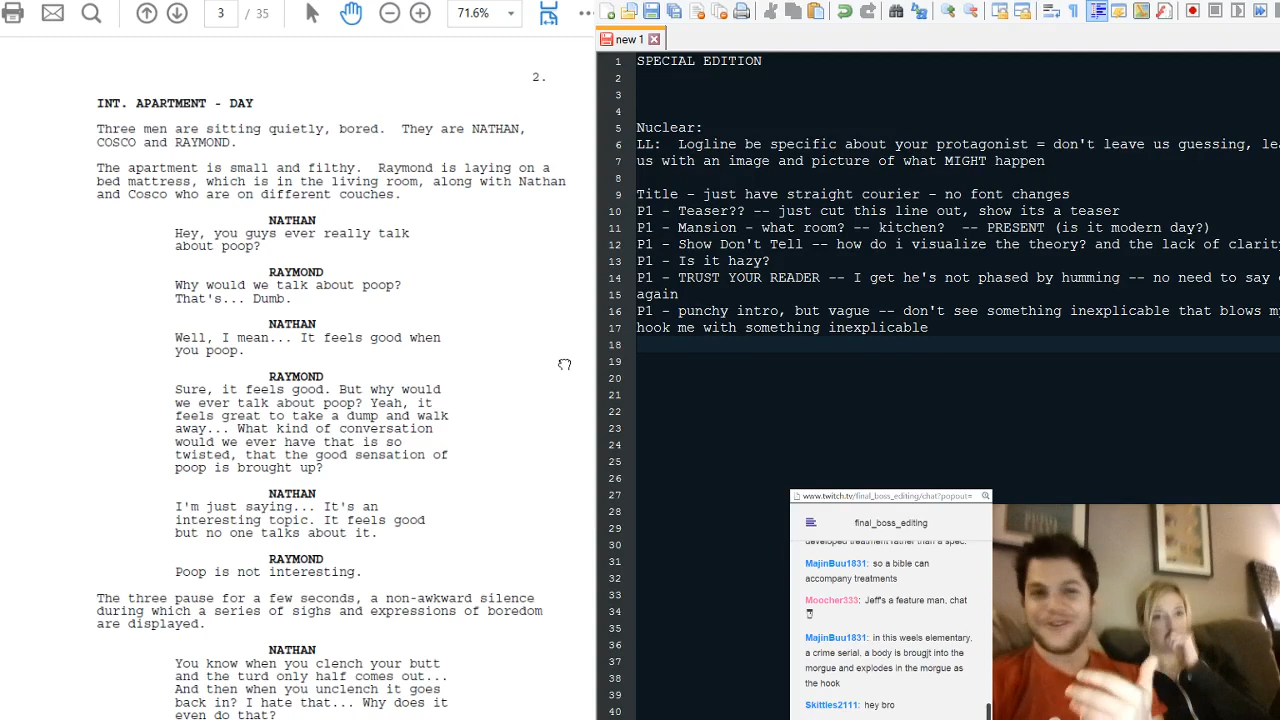 3 / 35
71.6%
2.
INT. APARTMENT - DAY
Three men are sitting quietly, bored. They are NATHAN,
COSCO and RAYMOND.
The apartment is small and filthy. Raymond is laying on a
bed mattress, which is in the living room, along with Nathan
and Cosco who are on different couches.
NATHAN
Hey, you guys ever really talk
about poop?
RAYMOND
Why would we talk about poop?
That's... Dumb.
NATHAN
Well, I mean... It feels good when
you poop.
RAYMOND
Sure, it feels good. But why would
we ever talk about poop? Yeah, it
feels great to take a dump and walk
away... What kind of conversation
would we ever have that is so
twisted, that the good sensation of
poop is brought up?
NATHAN
I'm just saying... It's an
interesting topic. It feels good
but no one talks about it.
RAYMOND
Poop is not interesting.
The three pause for a few seconds, a non-awkward silence
during which a series of sighs and expressions of boredom
are displayed.
NATHAN
You know when you clench your butt
and the turd only half comes out...
And then when you unclench it goes
back in? I hate that... Why does it
even do that?
new 1
1 SPECIAL EDITION
2
3
4
5 Nuclear:
6 LL: Logline be specific about your protagonist = don't leave us guessing, lea
7 us with an image and picture of what MIGHT happen
8
9 Title - just have straight courier - no font changes
10 P1 - Teaser?? -- just cut this line out, show its a teaser
11 P1 - Mansion - what room? -- kitchen? -- PRESENT (is it modern day?)
12 P1 - Show Don't Tell -- how do i visualize the theory? and the lack of clarit
13 P1 - Is it hazy?
14 P1 - TRUST YOUR READER -- I get he's not phased by humming -- no need to say
15 again
16 P1 - punchy intro, but vague -- don't see something inexplicable that blows
17 hook me with something inexplicable
18
19
20
21
22
23
24
25
26
27
28
29
30
31
32
33
34
35
36
37
38
39
40
www.twitch.tv/final_boss_editing/chat?popout=
final_boss_editing
developed treatment rather than a spec.
MajinBuu1831: so a bible can
accompany treatments
Moocher333: Jeff's a feature man, chat
MajinBuu1831: in this weels elementary,
a crime serial, a body is brougjt into the
morgue and explodes in the morgue as
the hook
Skittles2111: hey bro